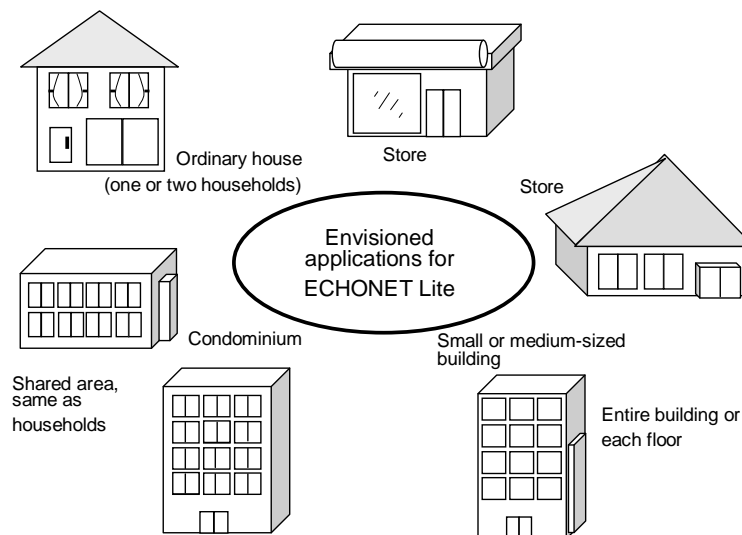 Ordinary house
(one or two households)
Store
Store
Envisioned
applications for
ECHONET Lite
Condominium
Small or medium-sized
building
Shared area,
same as
households
Entire building or
each floor